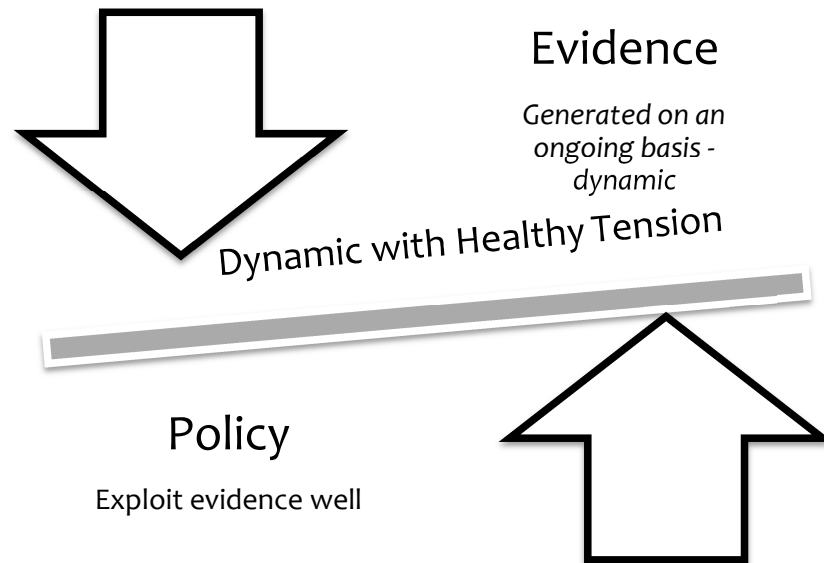 Evidence
Generated on an
ongoing basis -
dynamic
Dynamic with Healthy Tension
Policy
Exploit evidence well